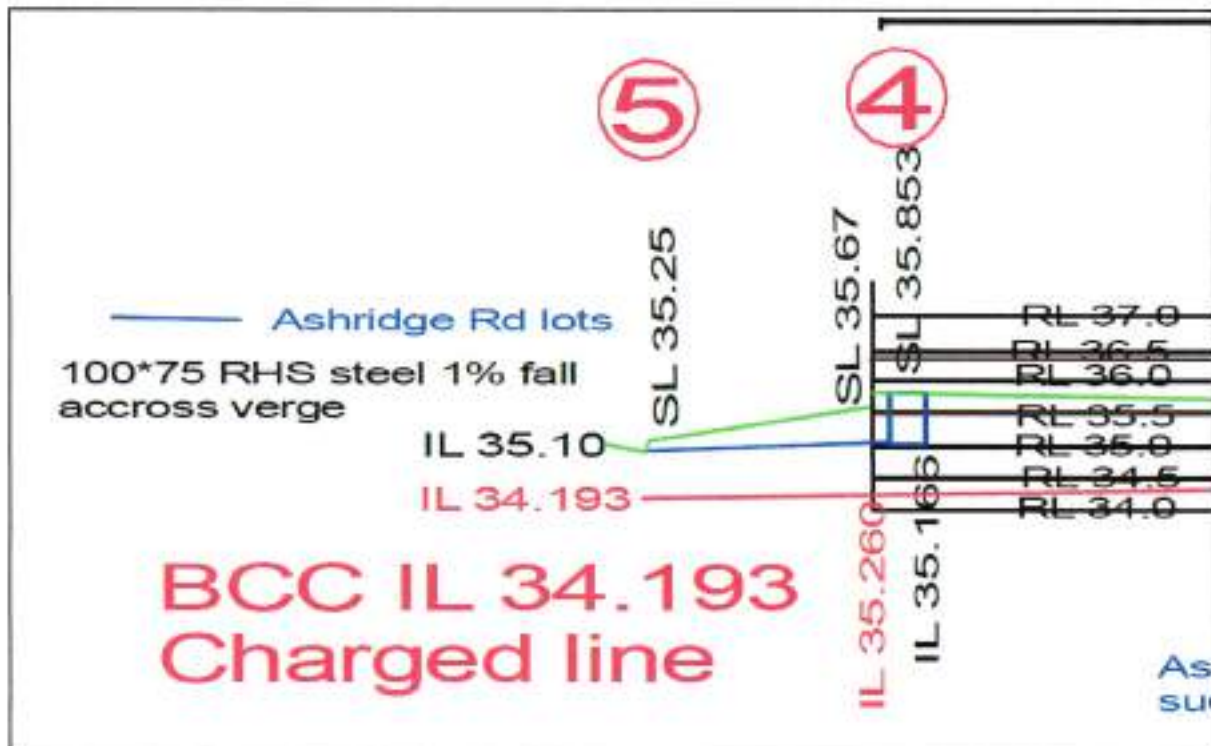 5
4
SL 35.25
SL 35.67
SL 35.853
Ashridge Rd lots
100*75 RHS steel 1% fall
accross verge
RL 37.0
RL 36.5
RL 36.0
RL 35.5
RL 35.0
RL 34.5
RL 34.0
IL 35.10
IL 34.193
BCC IL 34.193
Charged line
IL 35.260
IL 35.166
As
su